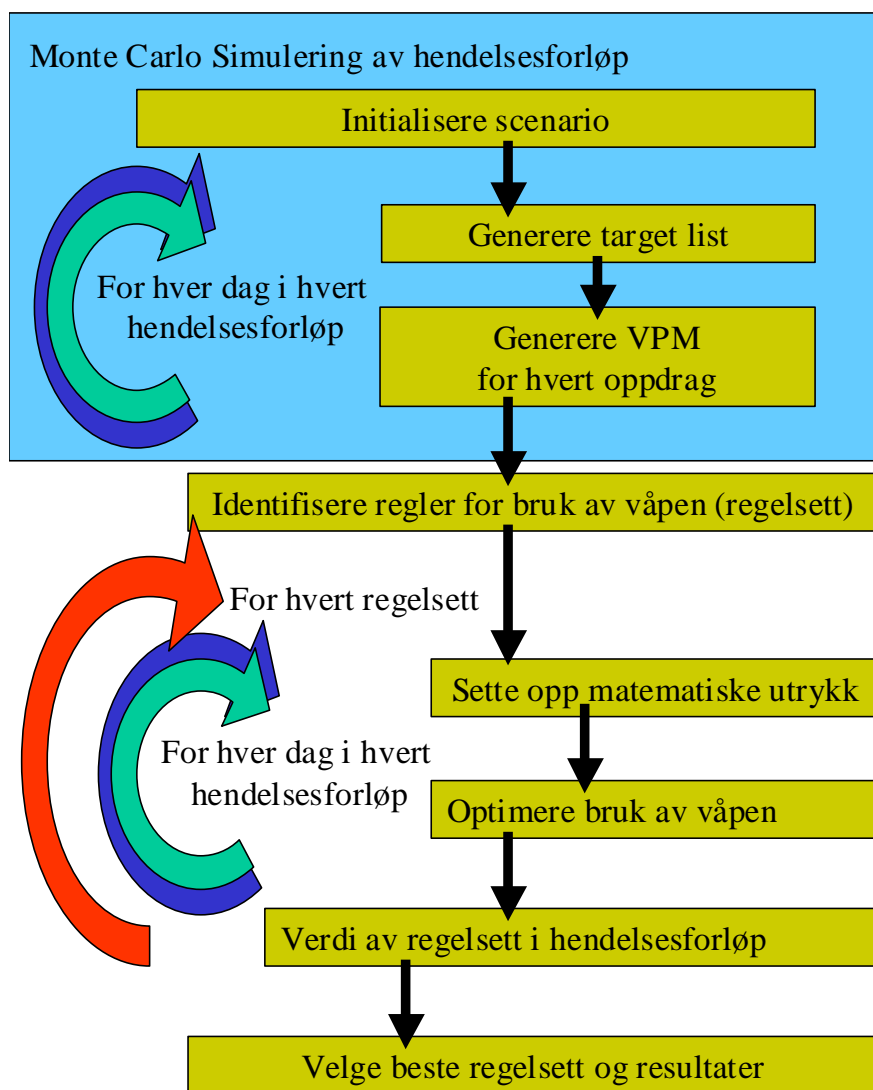 Monte Carlo Simulering av hendelsesforløp
Initialisere scenario
Generere target list
For hver dag i hvert
hendelsesforløp
Generere VPM
for hvert oppdrag
Identifisere regler for bruk av våpen (regelsett)
For hvert regelsett
Sette opp matematiske utrykk
For hver dag i hvert
hendelsesforløp
Optimere bruk av våpen
Verdi av regelsett i hendelsesforløp
Velge beste regelsett og resultater